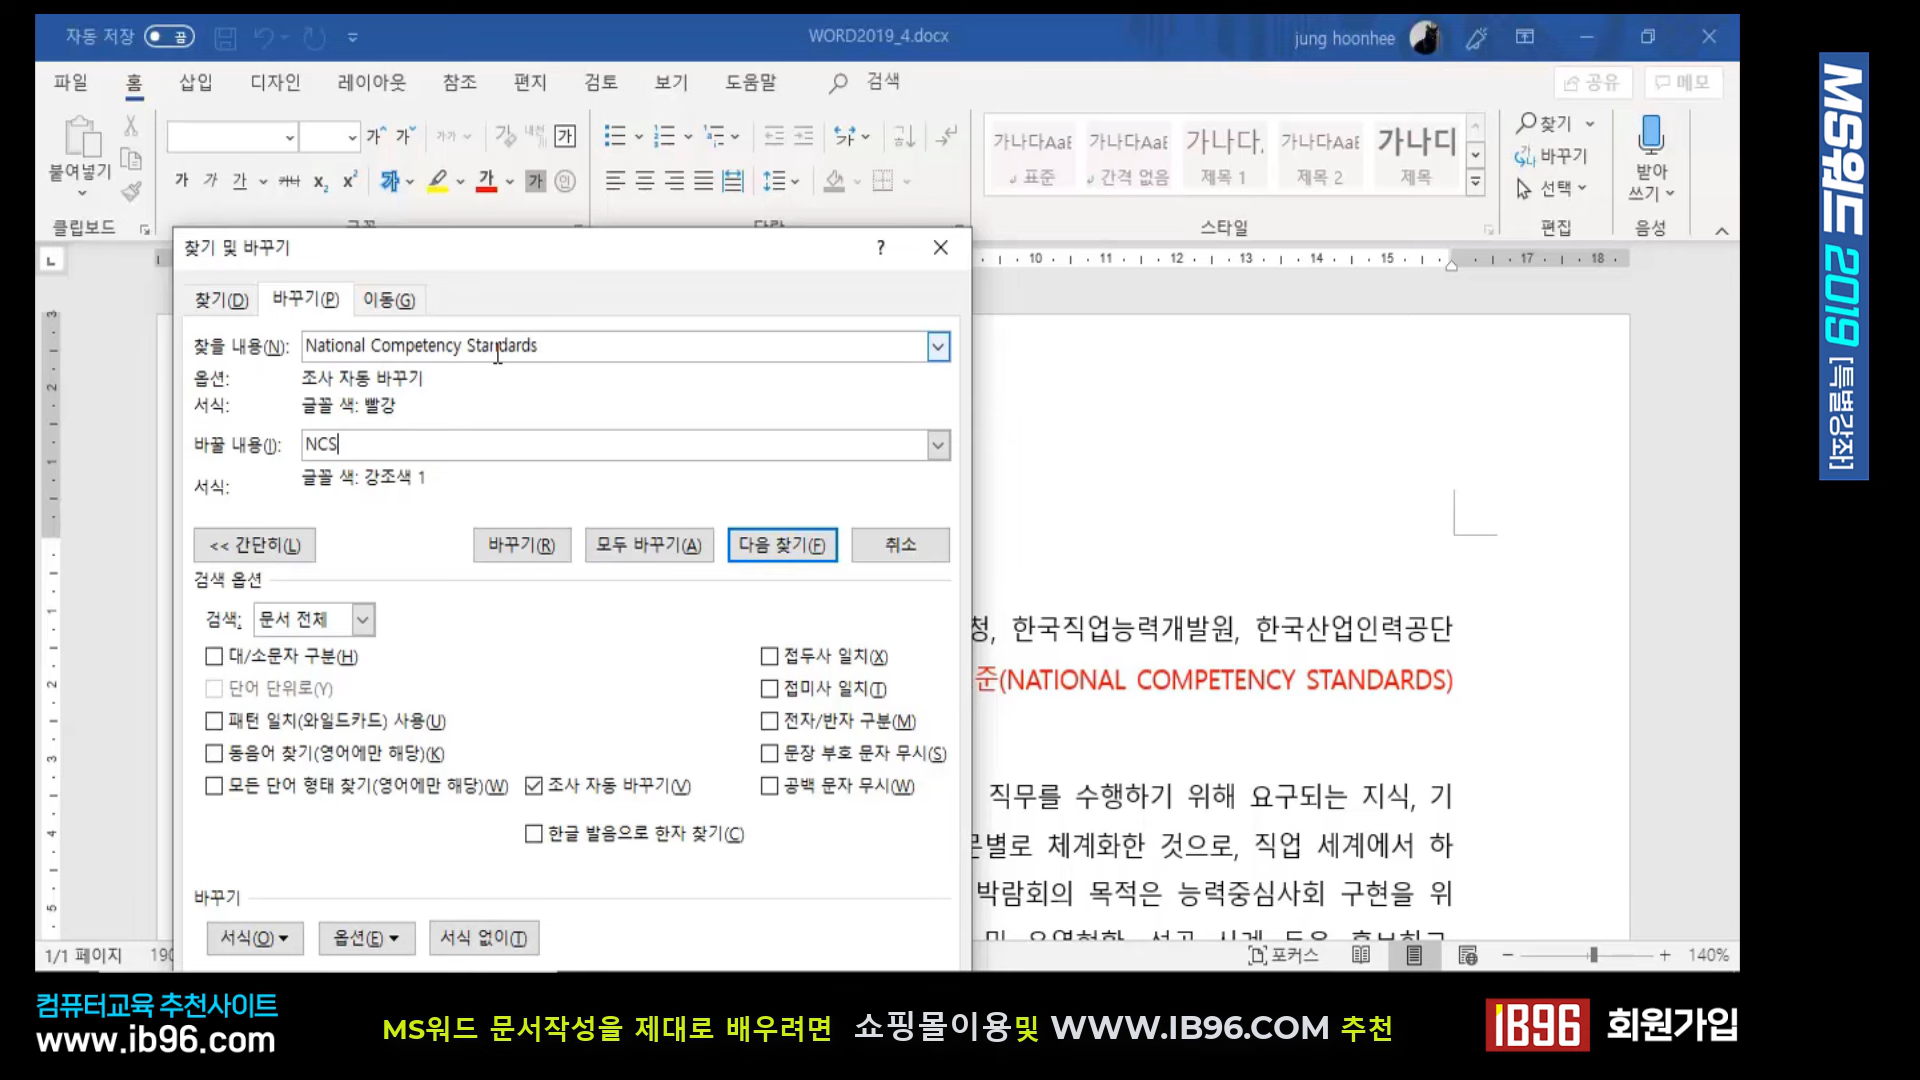 자동 저장 끔
WORD2019_4.docx
jung hoonhee
파일 홈 삽입 디자인 레이아웃 참조 편지 검토 보기 도움말 검색
공유 메모
붙여넣기
클립보드
가나다AaE 가나다AaE 가나다. 가나다AaE 가나디
표준 간격 없음 제목 1 제목 2 제목
스타일
찾기
바꾸기
선택
편집
받아
쓰기
음성
찾기 및 바꾸기
찾기(D) 바꾸기(P) 이동(G)
찾을 내용(N): National Competency Standards
옵션: 조사 자동 바꾸기
서식: 글꼴 색: 빨강
바꿀 내용(I): NCS
서식: 글꼴 색: 강조색 1
<< 간단히(L) 바꾸기(R) 모두 바꾸기(A) 다음 찾기(F) 취소
검색 옵션
검색: 문서 전체
대/소문자 구분(H) 접두사 일치(X)
단어 단위로(Y) 접미사 일치(T)
패턴 일치(와일드카드) 사용(U) 전자/반자 구분(M)
동음어 찾기(영어에만 해당)(K) 문장 부호 문자 무시(S)
모든 단어 형태 찾기(영어에만 해당)(W) 조사 자동 바꾸기(V) 공백 문자 무시(W)
한글 발음으로 한자 찾기(C)
바꾸기
서식(O) 옵션(E) 서식 없이(T)
10 11 12 13 14 15 17 18
청, 한국직업능력개발원, 한국산업인력공단
준(NATIONAL COMPETENCY STANDARDS)
직무를 수행하기 위해 요구되는 지식, 기
문별로 체계화한 것으로, 직업 세계에서 하
박람회의 목적은 능력중심사회 구현을 위
1/1 페이지 190
포커스 140%
MS워드 2019 [특별강좌]
컴퓨터교육 추천사이트
www.ib96.com
MS워드 문서작성을 제대로 배우려면 쇼핑몰이용및 WWW.IB96.COM 추천
IB96 회원가입